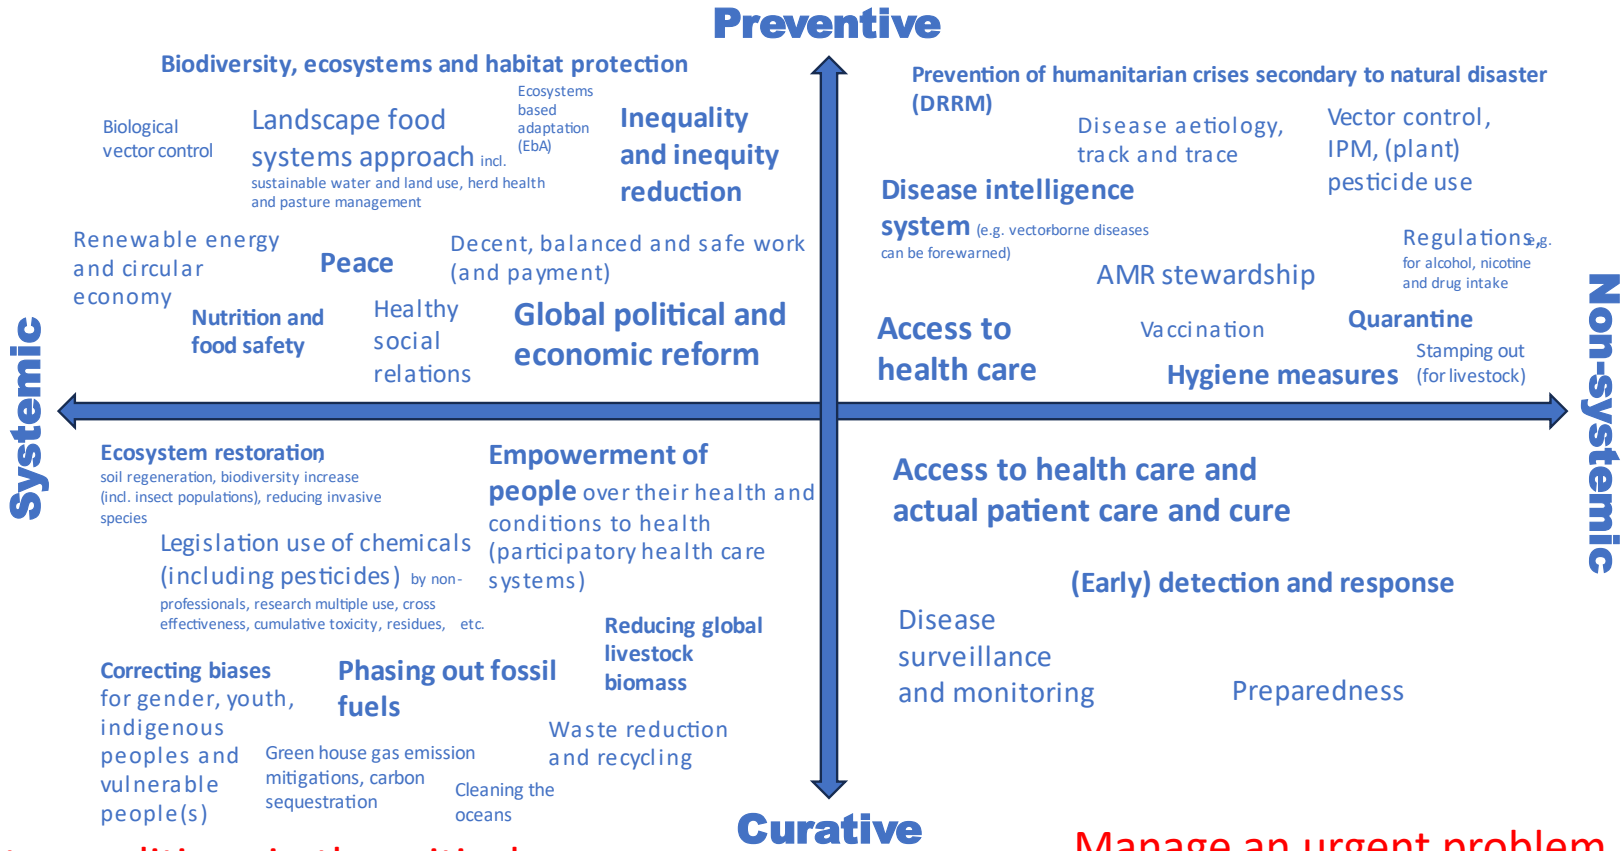 Preventive
Biodiversity, ecosystems and habitat protection
Biological
vector control
Landscape food
systems approach incl.
sustainable water and land use, herd health
and pasture management
Ecosystems
based
adaptation
(EbA)
Inequality
and inequity
reduction
Renewable energy
and circular
economy
Peace
Decent, balanced and safe work
(and payment)
Nutrition and
food safety
Healthy
social
relations
Global political and
economic reform
Prevention of humanitarian crises secondary to natural disaster
(DRRM)
Disease aetiology,
track and trace
Vector control,
IPM, (plant)
pesticide use
Disease intelligence
system (e.g. vector-borne diseases
can be forewarned)
AMR stewardship
Regulations, e.g.
for alcohol, nicotine
and drug intake
Access to
health care
Vaccination
Quarantine
Hygiene measures
Stamping out
(for livestock)
Systemic
Non-systemic
Ecosystem restoration,
soil regeneration, biodiversity increase
(incl. insect populations), reducing invasive
species
Empowerment of
people over their health and
conditions to health
(participatory health care
systems)
Legislation use of chemicals
(including pesticides) by non-
professionals, research multiple use, cross
effectiveness, cumulative toxicity, residues, etc.
Reducing global
livestock
biomass
Correcting biases
for gender, youth,
indigenous
peoples and
vulnerable
people(s)
Phasing out fossil
fuels
Waste reduction
and recycling
Green house gas emission
mitigations, carbon
sequestration
Cleaning the
oceans
Access to health care and
actual patient care and cure
(Early) detection and response
Disease
surveillance
and monitoring
Preparedness
Curative
Manage an urgent problem